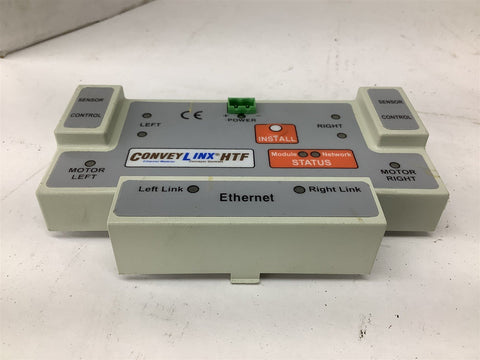 SENSOR
CONTROL
CE
POWER
SENSOR
CONTROL
LEFT
RIGHT
INSTALL
CONVEYLINX HTF
Module Network
STATUS
MOTOR
LEFT
MOTOR
RIGHT
Left Link
Right Link
Ethernet